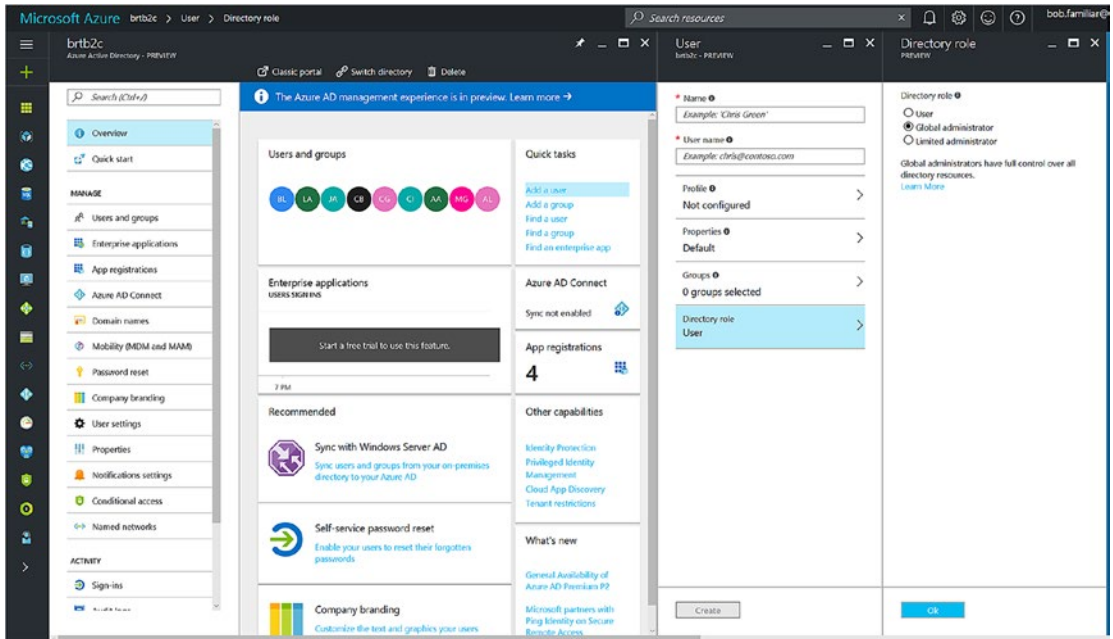 Microsoft Azure brtb2c > User > Directory role
Search resources
bob.familiar@
brtb2c
Azure Active Directory - PREVIEW
Classic portal Switch directory Delete
Search (Ctrl+/)
Overview
Quick start
MANAGE
Users and groups
Enterprise applications
App registrations
Azure AD Connect
Domain names
Mobility (MDM and MAM)
Password reset
Company branding
User settings
Properties
Notifications settings
Conditional access
Named networks
ACTIVITY
Sign-ins
Audit logs
The Azure AD management experience is in preview. Learn more →
Users and groups
BL LA JA CB CG CI AA MG AL
Enterprise applications
USERS SIGN INS
Start a free trial to use this feature.
7 PM
Recommended
Sync with Windows Server AD
Sync users and groups from your on-premises
directory to your Azure AD
Self-service password reset
Enable your users to reset their forgotten
passwords
Company branding
Customize the text and graphics your users
Quick tasks
Add a user
Add a group
Find a user
Find a group
Find an enterprise app
Azure AD Connect
Sync not enabled
App registrations
4
Other capabilities
Identity Protection
Privileged Identity
Management
Cloud App Discovery
Tenant restrictions
What's new
General Availability of
Azure AD Premium P2
Microsoft partners with
Ping Identity on Secure
Remote Access
User
brtb2c - PREVIEW
* Name
Example: 'Chris Green'
* User name
Example: chris@contoso.com
Profile
Not configured
Properties
Default
Groups
0 groups selected
Directory role
User
Create
Directory role
PREVIEW
Directory role
User
Global administrator
Limited administrator
Global administrators have full control over all
directory resources.
Learn More
Ok